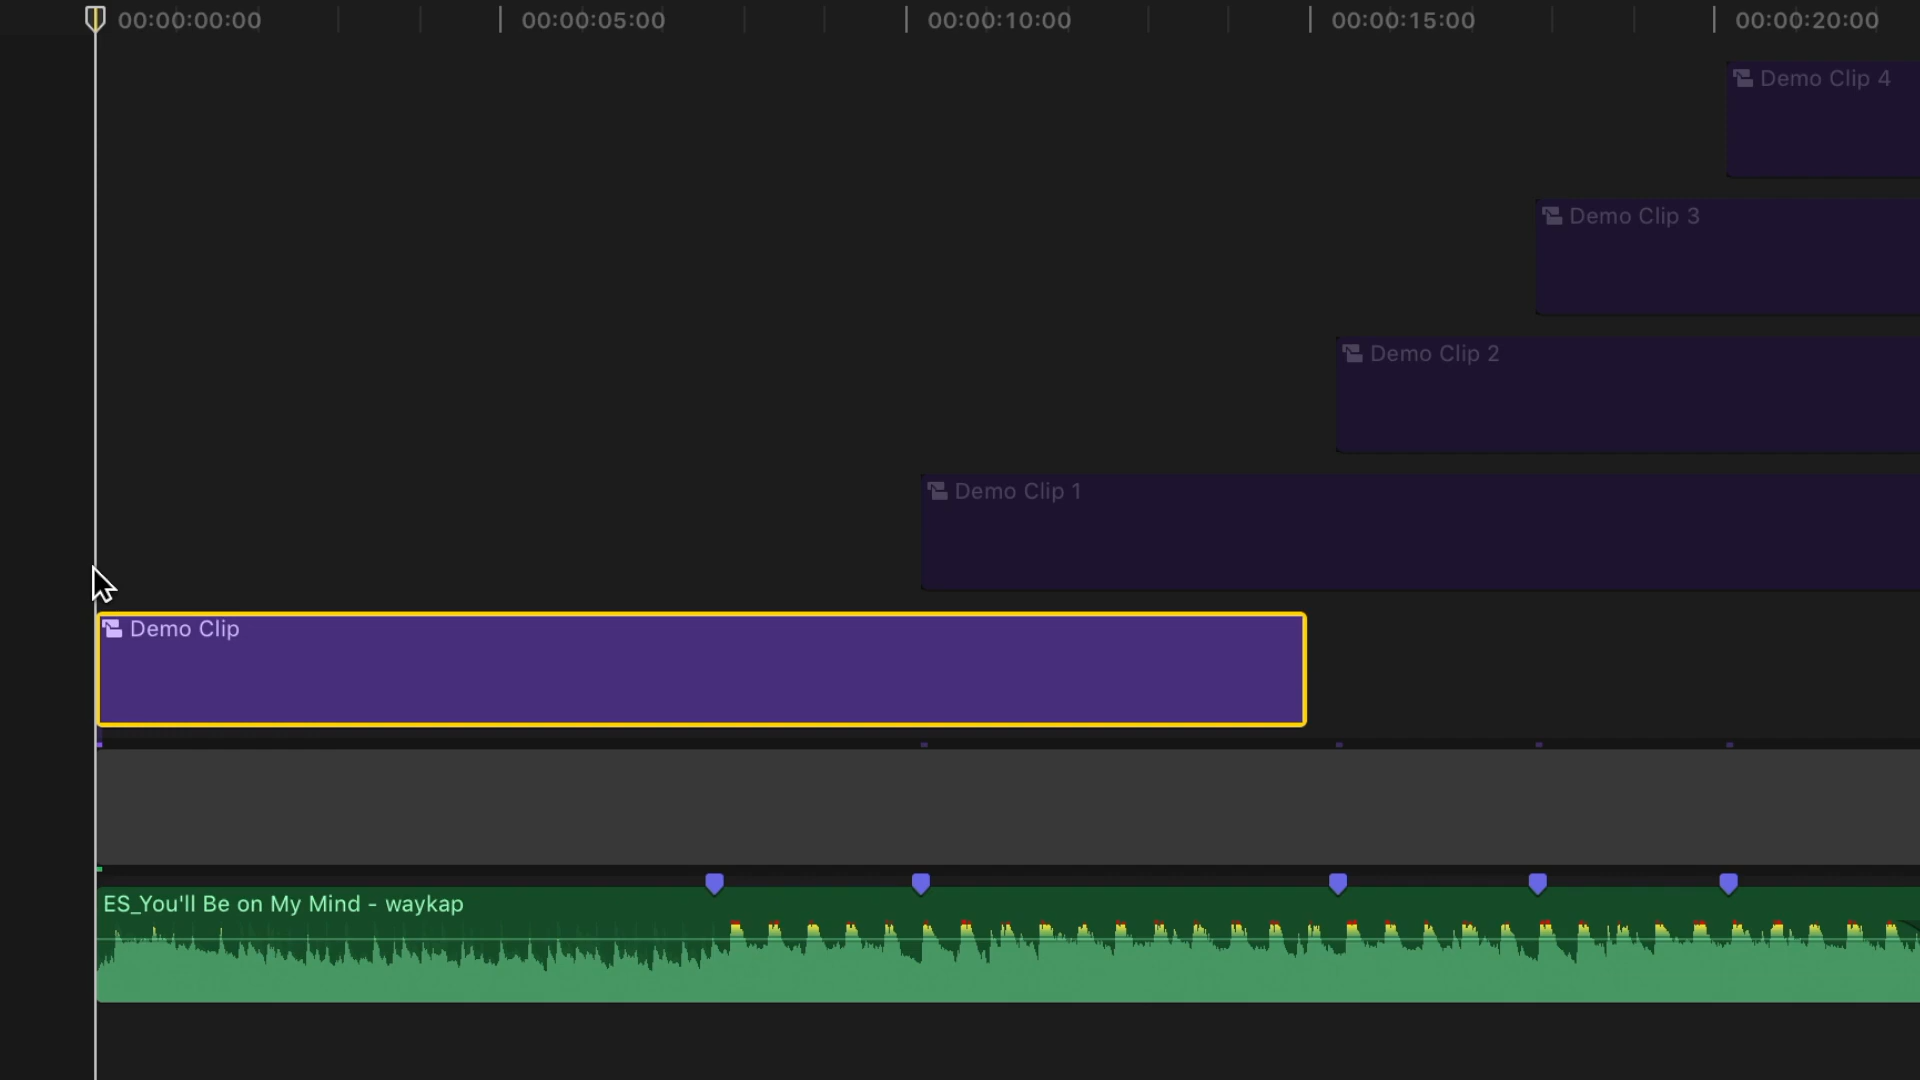 00:00:00:00 00:00:05:00 00:00:10:00 00:00:15:00 00:00:20:00
Demo Clip 4
Demo Clip 3
Demo Clip 2
Demo Clip 1
Demo Clip
ES_You'll Be on My Mind - waykap